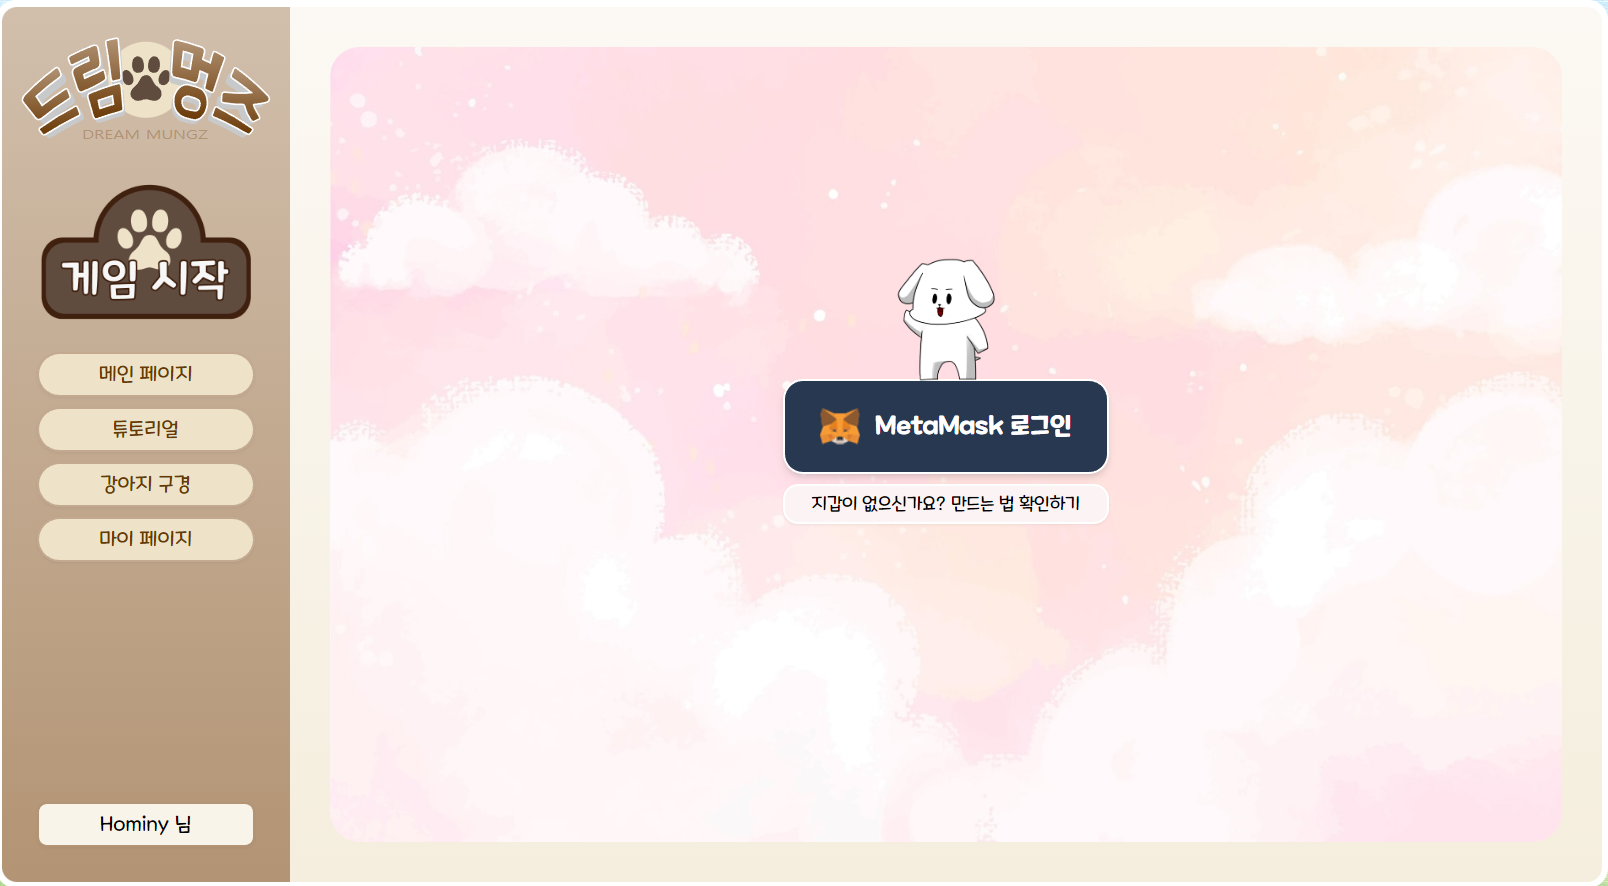 드림멍즈
DREAM MUNGZ
게임 시작
메인 페이지
튜토리얼
강아지 구경
마이 페이지
Hominy 님
MetaMask 로그인
지갑이 없으신가요? 만드는 법 확인하기